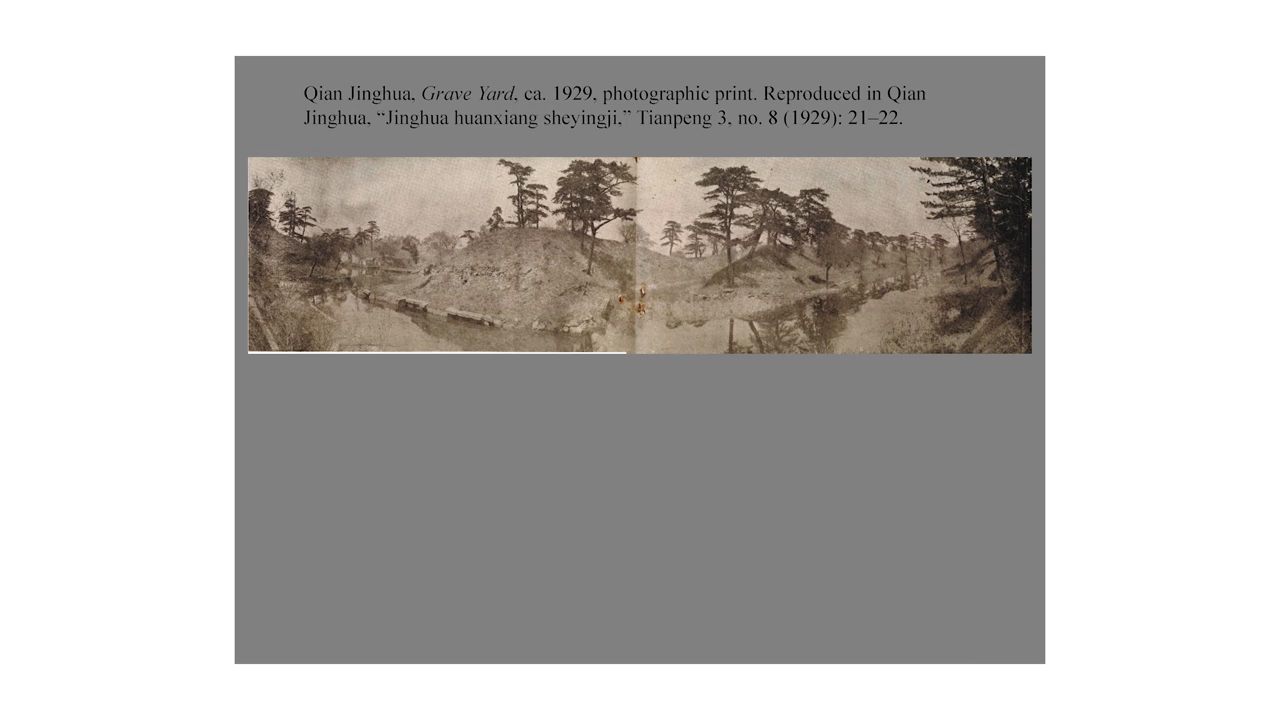 Qian Jinghua, Grave Yard, ca. 1929, photographic print. Reproduced in Qian
Jinghua, “Jinghua huanxiang sheyingji,” Tianpeng 3, no. 8 (1929): 21–22.